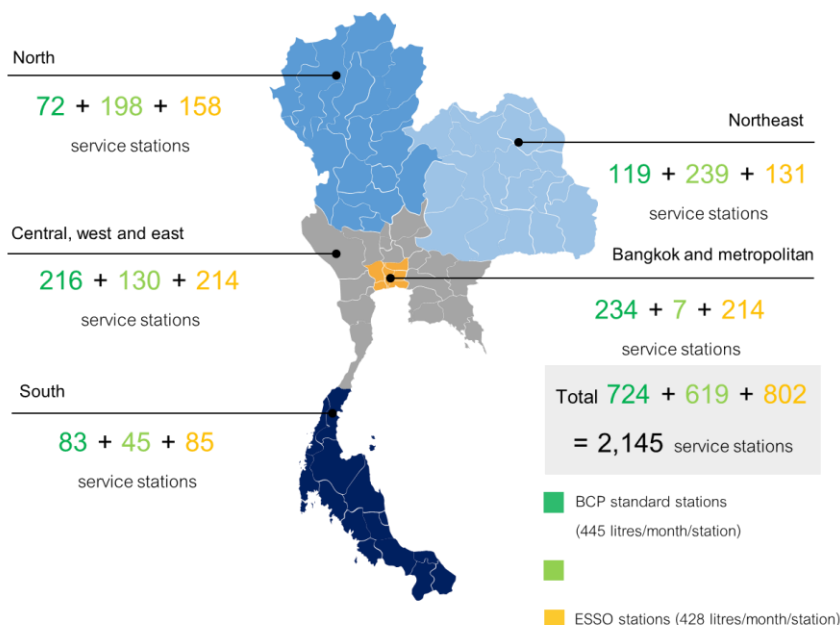 North
72 + 198 + 158
service stations
Northeast
119 + 239 + 131
service stations
Central, west and east
216 + 130 + 214
service stations
Bangkok and metropolitan
234 + 7 + 214
service stations
South
83 + 45 + 85
service stations
Total 724 + 619 + 802
= 2,145 service stations
BCP standard stations
(445 litres/month/station)
ESSO stations (428 litres/month/station)